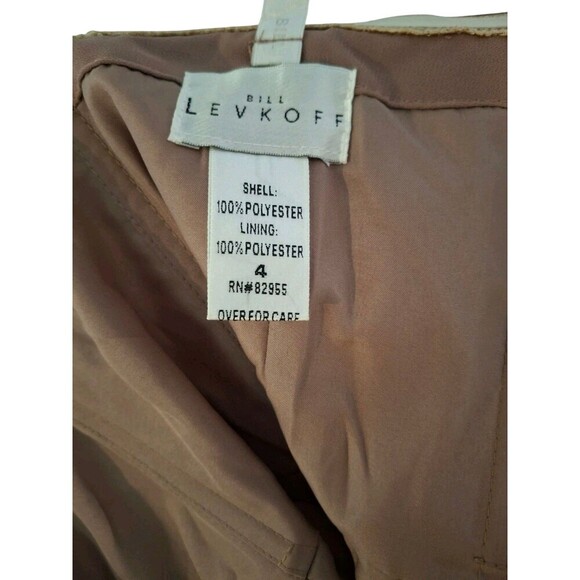 BILL
LEVKOFF
SHELL:
100%POLYESTER
LINING:
100%POLYESTER
4
RN#82955
OVER FOR CARE